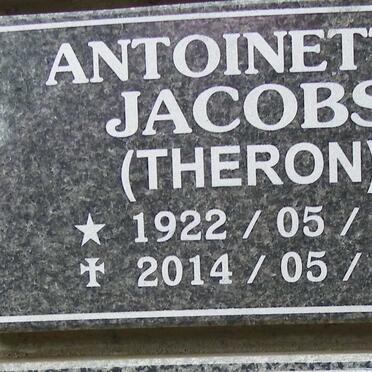 ANTOINETT
JACOBS
(THERON)
★ 1922 / 05 /
✝ 2014 / 05 /